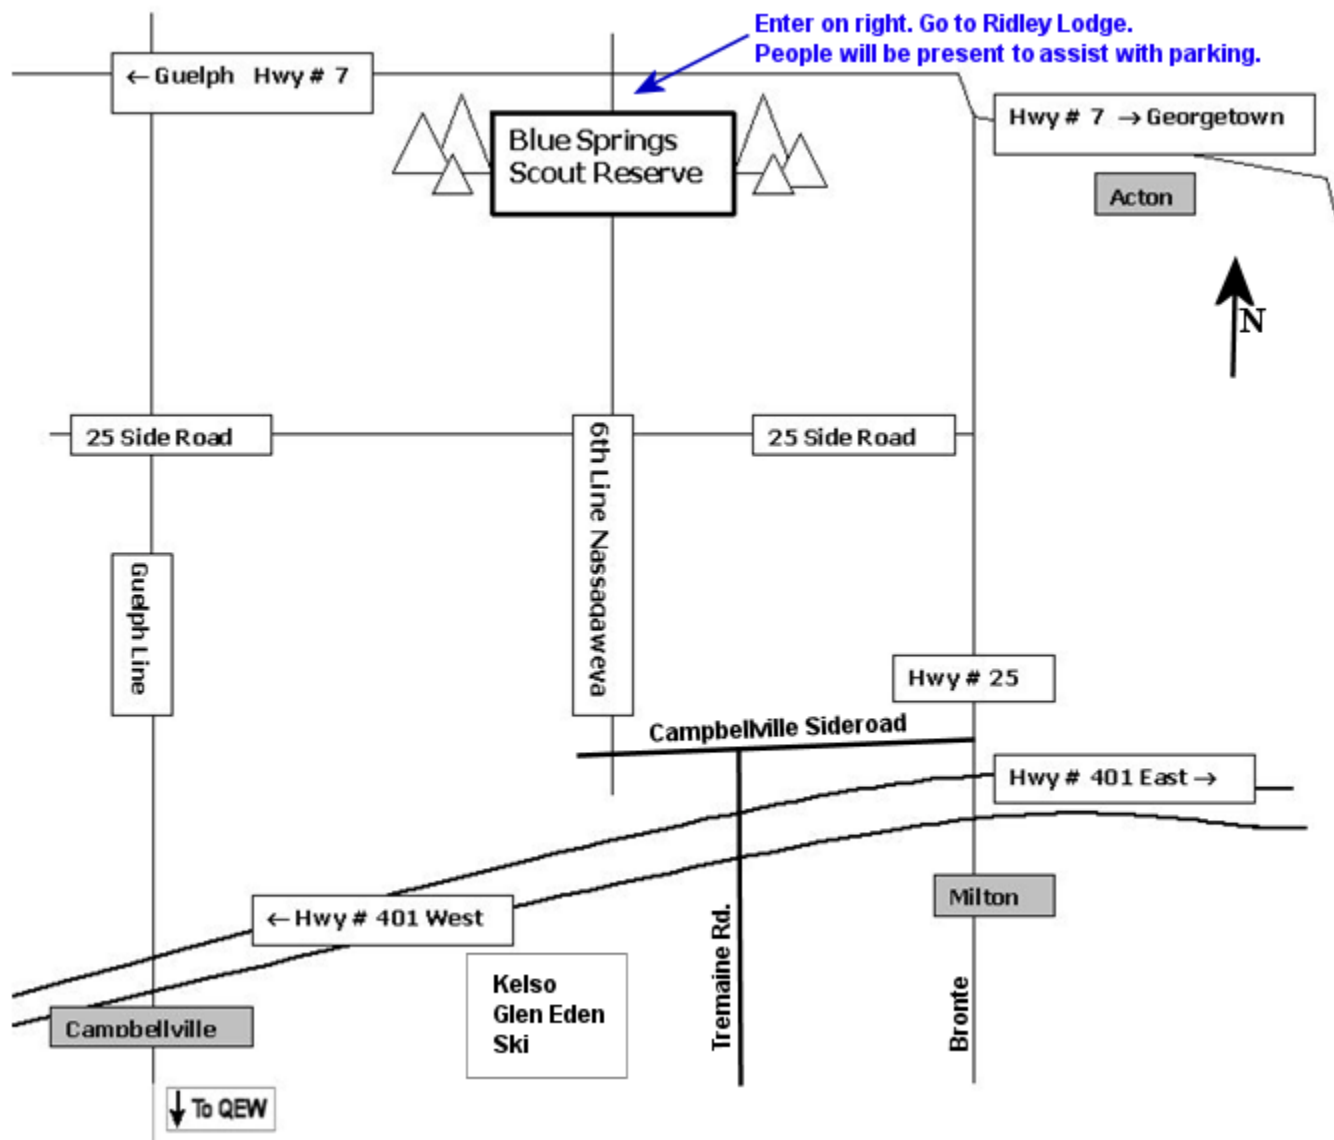 Enter on right. Go to Ridley Lodge.
People will be present to assist with parking.
← Guelph Hwy # 7
Hwy # 7 → Georgetown
Blue Springs
Scout Reserve
Acton
N
25 Side Road
25 Side Road
6th Line Nassagaweya
Guelph Line
Hwy # 25
Campbellville Sideroad
Hwy # 401 East →
Milton
← Hwy # 401 West
Kelso
Glen Eden
Ski
Tremaine Rd.
Bronte
Campbellville
↓ To QEW